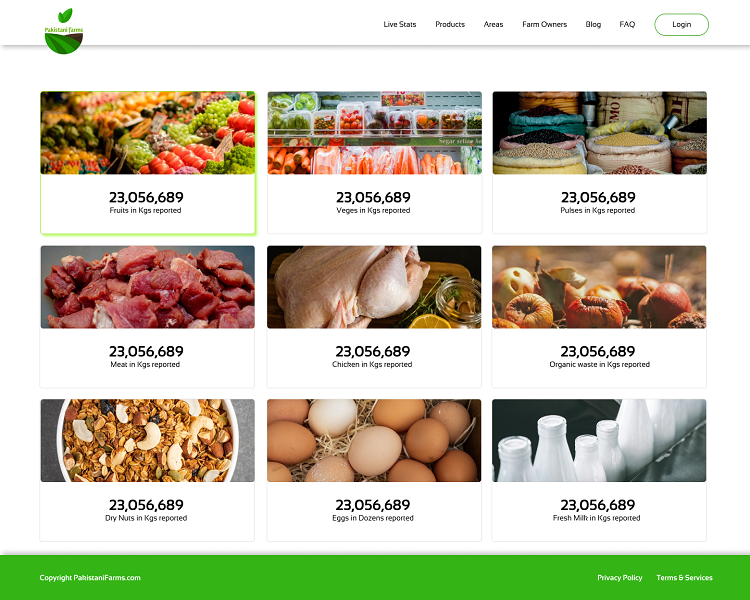 Pakistani Farms
Live Stats
Products
Areas
Farm Owners
Blog
FAQ
Login
23,056,689
Fruits in Kgs reported
23,056,689
Veges in Kgs reported
23,056,689
Pulses in Kgs reported
23,056,689
Meat in Kgs reported
23,056,689
Chicken in Kgs reported
23,056,689
Organic waste in Kgs reported
23,056,689
Dry Nuts in Kgs reported
23,056,689
Eggs in Dozens reported
23,056,689
Fresh Milk in Kgs reported
Copyright PakistaniFarms.com
Privacy Policy
Terms & Services